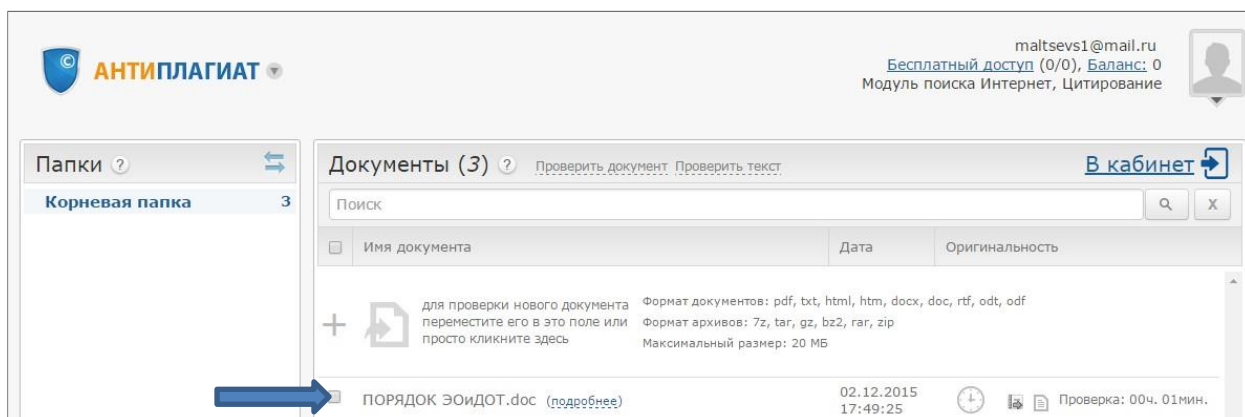 maltsevs1@mail.ru
© АНТИПЛАГИАТ
Бесплатный доступ (0/0), Баланс: 0
Модуль поиска Интернет, Цитирование
Папки ?
Документы (3) ? Проверить документ Проверить текст
В кабинет
Корневая папка 3
Поиск
X
Имя документа Дата Оригинальность
для проверки нового документа
переместите его в это поле или
просто кликните здесь
Формат документов: pdf, txt, html, htm, docx, doc, rtf, odt, odf
Формат архивов: 7z, tar, gz, bz2, rar, zip
Максимальный размер: 20 МБ
ПОРЯДОК ЭОиДОТ.doc (подробнее)
02.12.2015
17:49:25
Проверка: 00ч. 01мин.